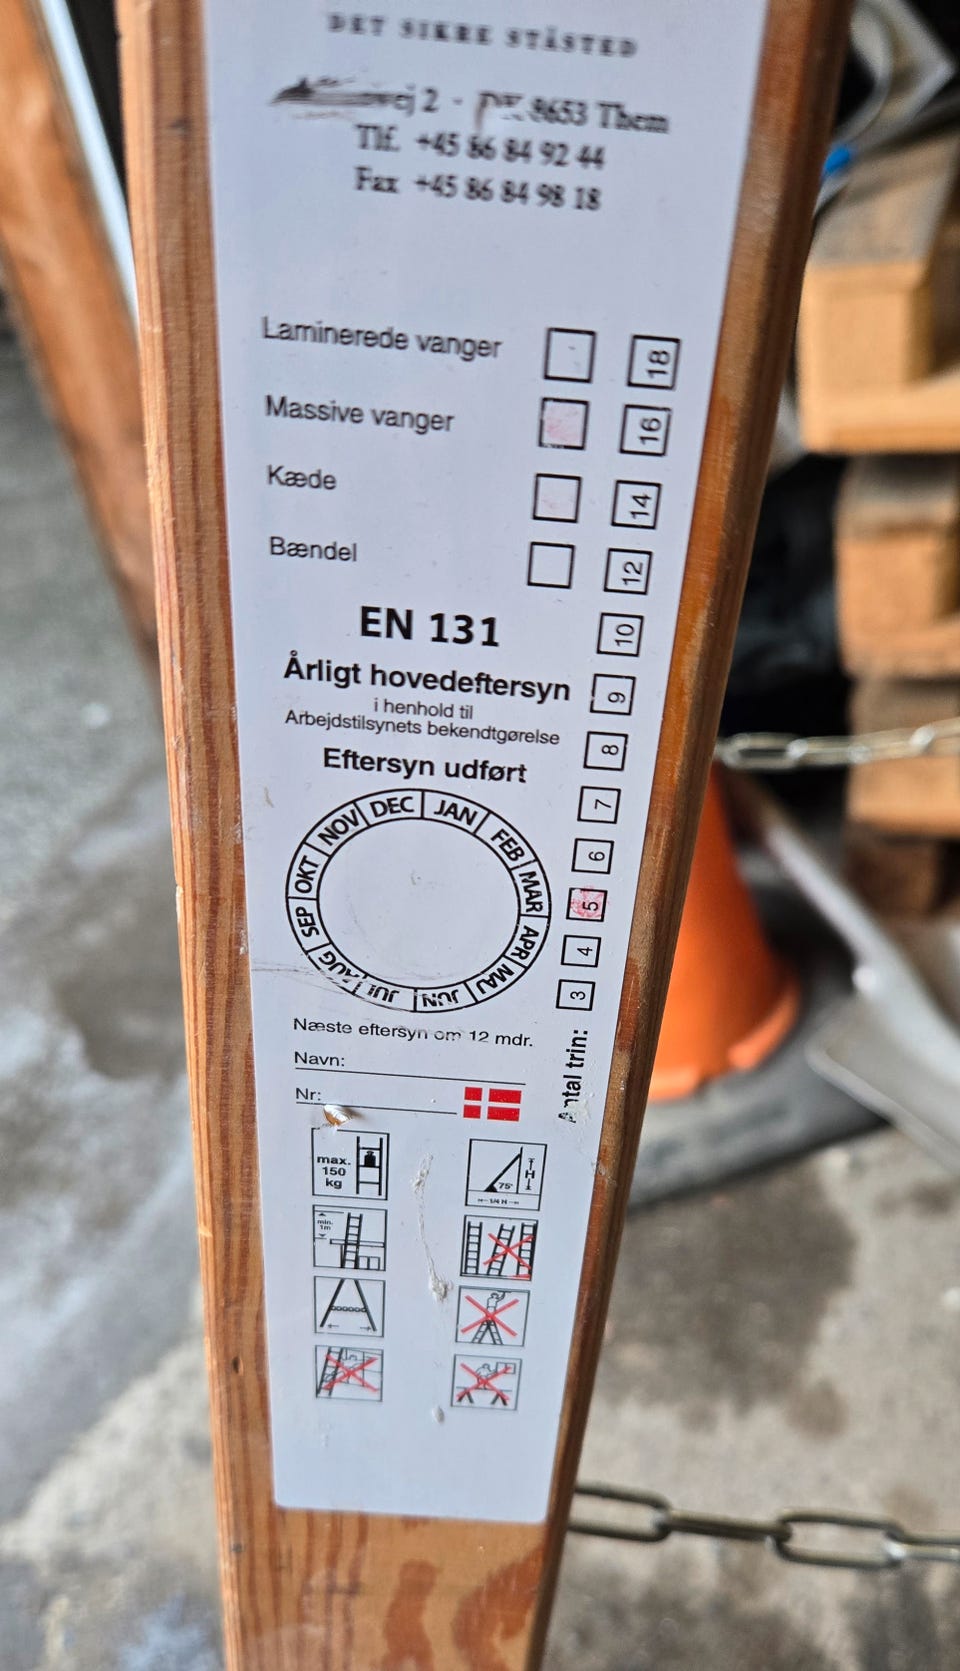 DET SIKRE STÅSTED
vej 2 - DK 8653 Them
Tlf. +45 86 84 92 44
Fax +45 86 84 98 18
Laminerede vanger
Massive vanger
Kæde
Bændel
18
16
14
12
10
9
8
7
6
5
4
3
Antal trin:
EN 131
Årligt hovedeftersyn
i henhold til
Arbejdstilsynets bekendtgørelse
Eftersyn udført
JAN FEB MAR APR MAJ JUN JUL AUG SEP OKT NOV DEC
Næste eftersyn om 12 mdr.
Navn:
Nr:
max.
150
kg
75°
H
1/4 H
min.
1m